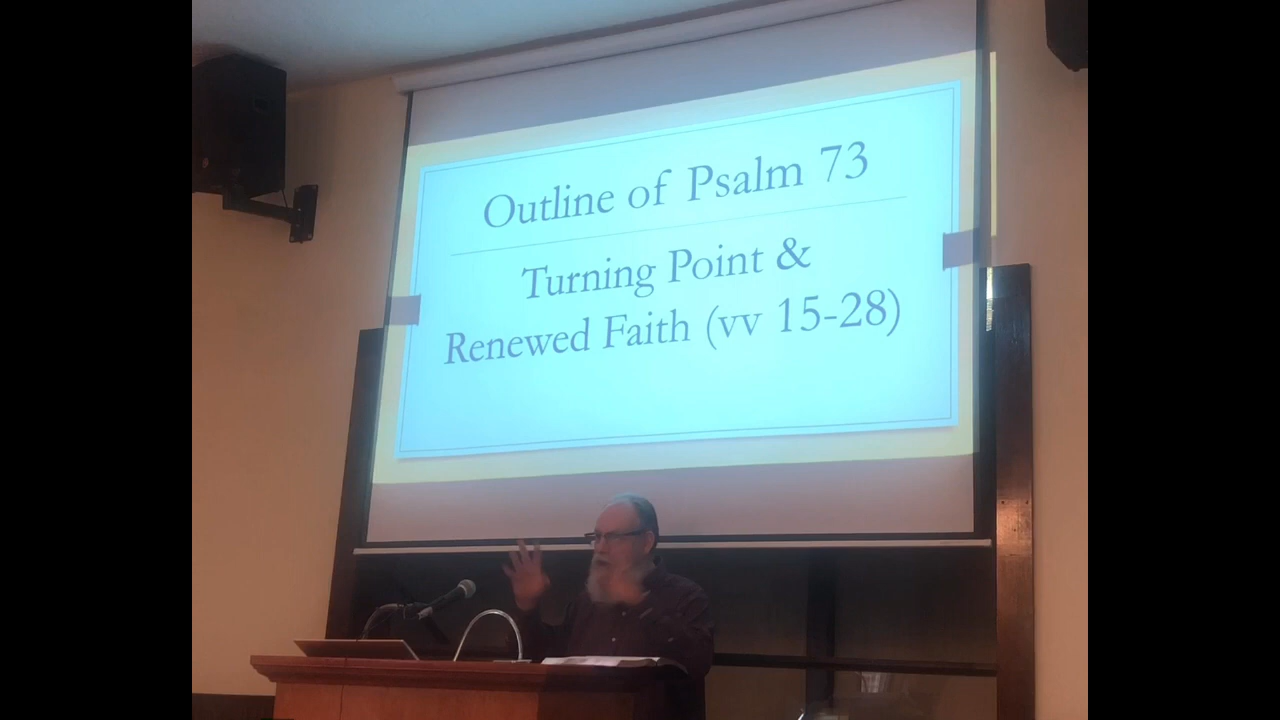 Outline of Psalm 73
Turning Point &
Renewed Faith (vv 15-28)